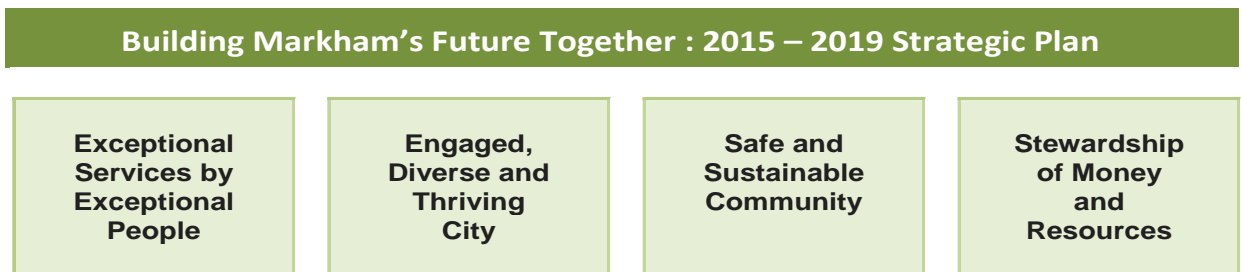 Building Markham’s Future Together : 2015 – 2019 Strategic Plan
Exceptional
Services by
Exceptional
People
Engaged,
Diverse and
Thriving
City
Safe and
Sustainable
Community
Stewardship
of Money
and
Resources